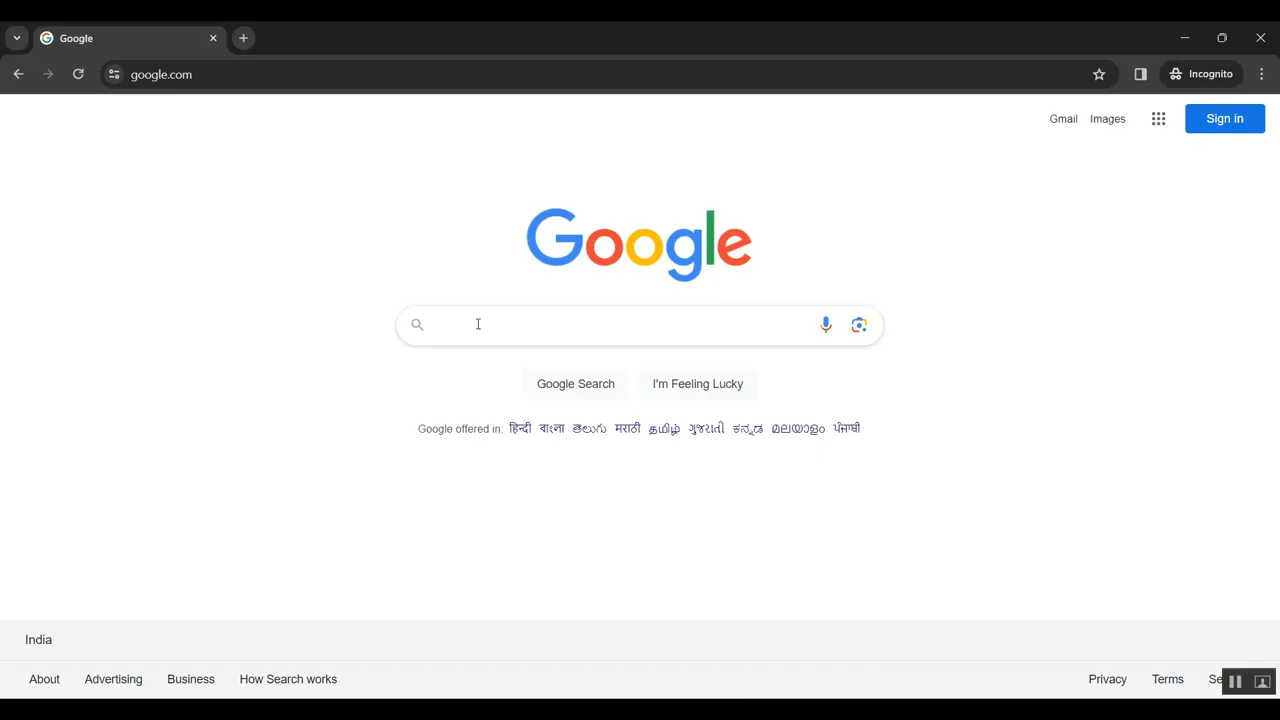 Google
google.com
Incognito
Gmail Images Sign in
Google
Google Search I'm Feeling Lucky
Google offered in: हिन्दी বাংলা తెలుగు मराठी தமிழ் ગુજરાતી ಕನ್ನಡ മലയാളം ਪੰਜਾਬੀ
India
About Advertising Business How Search works Privacy Terms Se